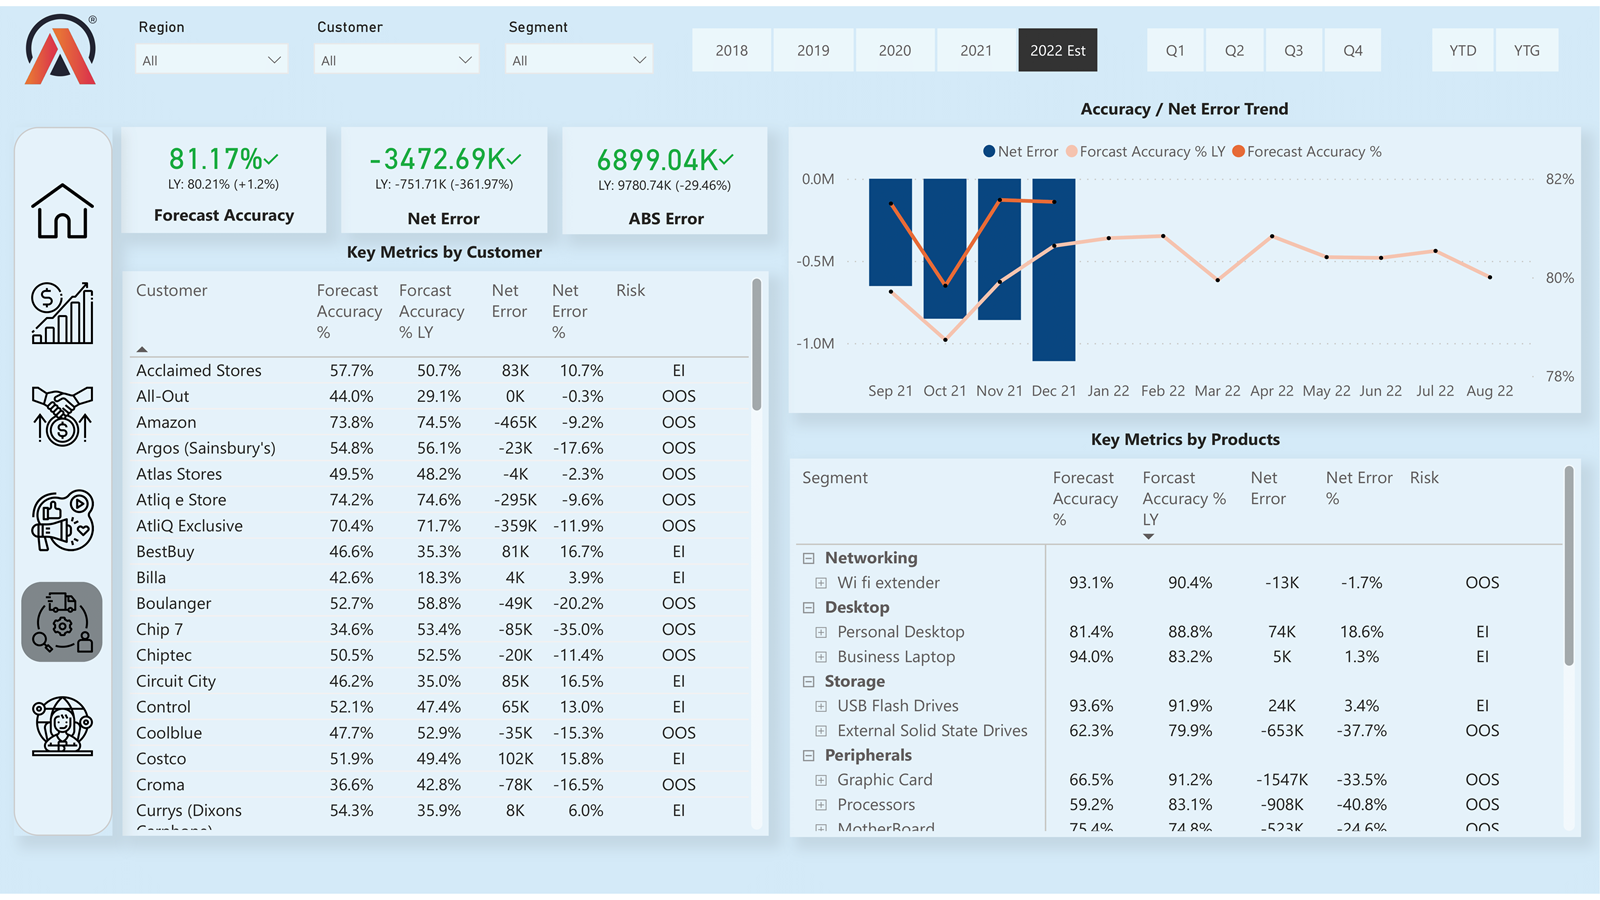 ®
Region
Customer
Segment
All
All
All
2018 2019 2020 2021 2022 Est
Q1 Q2 Q3 Q4
YTD YTG
81.17%
LY: 80.21% (+1.2%)
Forecast Accuracy
-3472.69K
LY: -751.71K (-361.97%)
Net Error
6899.04K
LY: 9780.74K (-29.46%)
ABS Error
Key Metrics by Customer
Customer Forecast Accuracy % Forcast Accuracy % LY Net Error Net Error % Risk
Acclaimed Stores 57.7% 50.7% 83K 10.7% EI
All-Out 44.0% 29.1% 0K -0.3% OOS
Amazon 73.8% 74.5% -465K -9.2% OOS
Argos (Sainsbury's) 54.8% 56.1% -23K -17.6% OOS
Atlas Stores 49.5% 48.2% -4K -2.3% OOS
Atliq e Store 74.2% 74.6% -295K -9.6% OOS
AtliQ Exclusive 70.4% 71.7% -359K -11.9% OOS
BestBuy 46.6% 35.3% 81K 16.7% EI
Billa 42.6% 18.3% 4K 3.9% EI
Boulanger 52.7% 58.8% -49K -20.2% OOS
Chip 7 34.6% 53.4% -85K -35.0% OOS
Chiptec 50.5% 52.5% -20K -11.4% OOS
Circuit City 46.2% 35.0% 85K 16.5% EI
Control 52.1% 47.4% 65K 13.0% EI
Coolblue 47.7% 52.9% -35K -15.3% OOS
Costco 51.9% 49.4% 102K 15.8% EI
Croma 36.6% 42.8% -78K -16.5% OOS
Currys (Dixons 54.3% 35.9% 8K 6.0% EI
Carphone)
Accuracy / Net Error Trend
Net Error Forcast Accuracy % LY Forecast Accuracy %
0.0M 82%
-0.5M 80%
-1.0M
78%
Sep 21 Oct 21 Nov 21 Dec 21 Jan 22 Feb 22 Mar 22 Apr 22 May 22 Jun 22 Jul 22 Aug 22
Key Metrics by Products
Segment Forecast Accuracy % Forcast Accuracy % LY Net Error Net Error % Risk
Networking
Wi fi extender 93.1% 90.4% -13K -1.7% OOS
Desktop
Personal Desktop 81.4% 88.8% 74K 18.6% EI
Business Laptop 94.0% 83.2% 5K 1.3% EI
Storage
USB Flash Drives 93.6% 91.9% 24K 3.4% EI
External Solid State Drives 62.3% 79.9% -653K -37.7% OOS
Peripherals
Graphic Card 66.5% 91.2% -1547K -33.5% OOS
Processors 59.2% 83.1% -908K -40.8% OOS
MotherBoard 75.4% 74.8% -523K -24.6% OOS